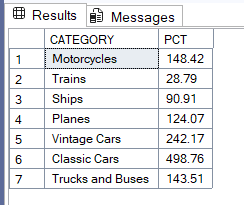 Results Messages
CATEGORY PCT
1 Motorcycles 148.42
2 Trains 28.79
3 Ships 90.91
4 Planes 124.07
5 Vintage Cars 242.17
6 Classic Cars 498.76
7 Trucks and Buses 143.51